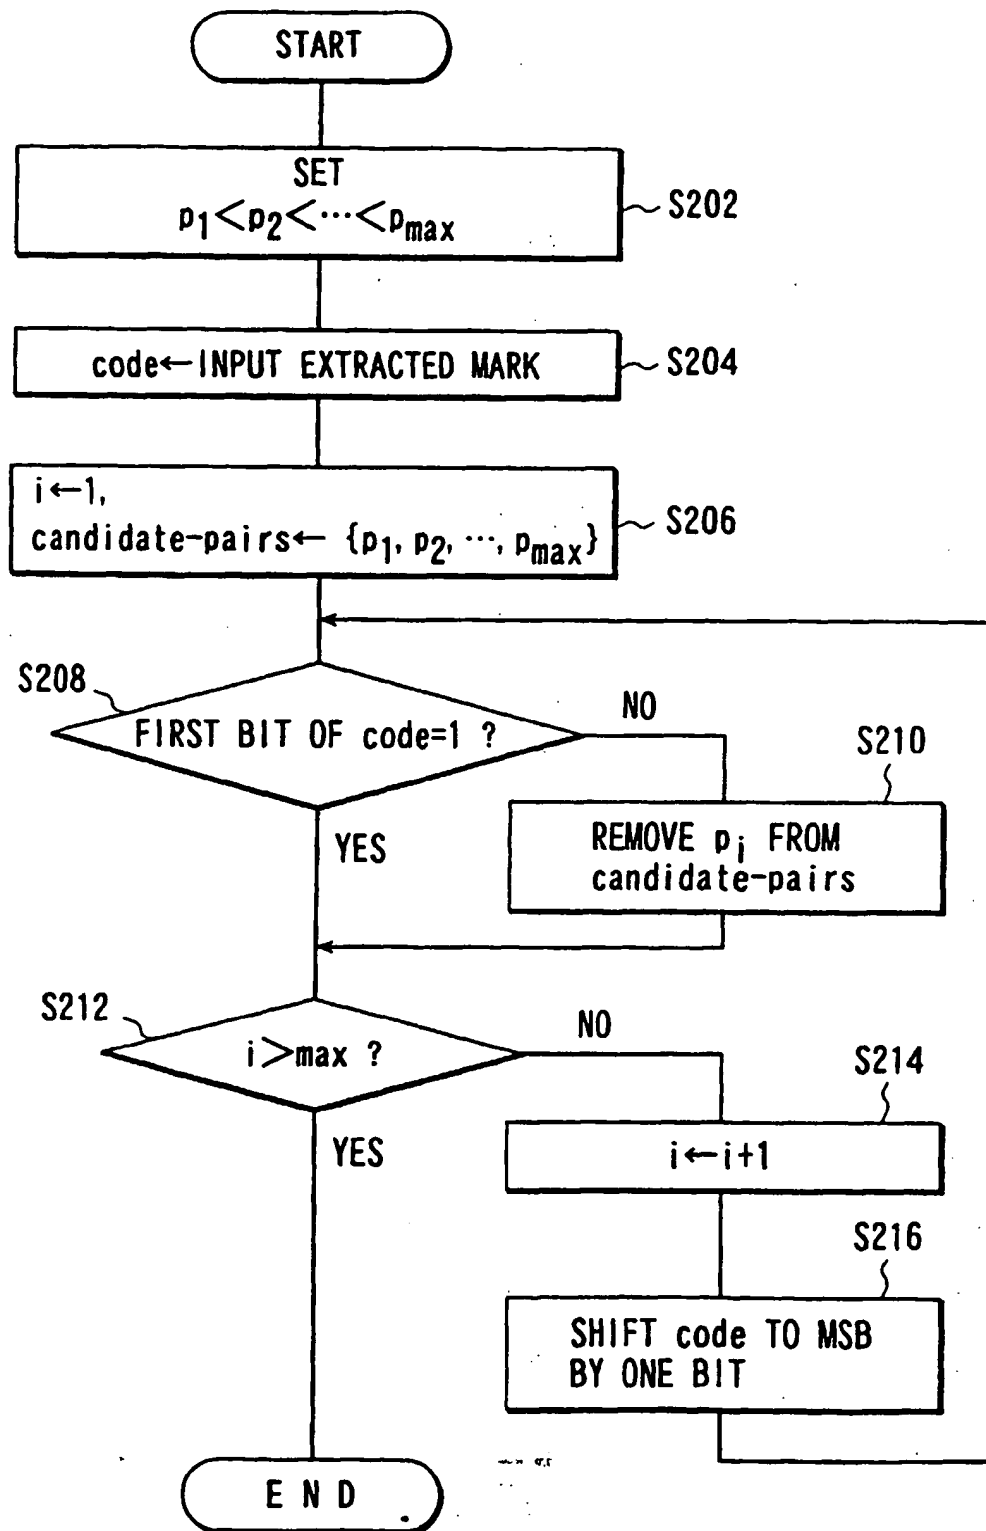 START
SET
p1<p2<···<pmax
S202
code←INPUT EXTRACTED MARK
S204
i←1,
candidate-pairs← {p1, p2, ···, pmax}
S206
S208
FIRST BIT OF code=1 ?
NO
S210
YES
REMOVE pi FROM
candidate-pairs
S212
i>max ?
NO
S214
YES
i←i+1
S216
SHIFT code TO MSB
BY ONE BIT
END